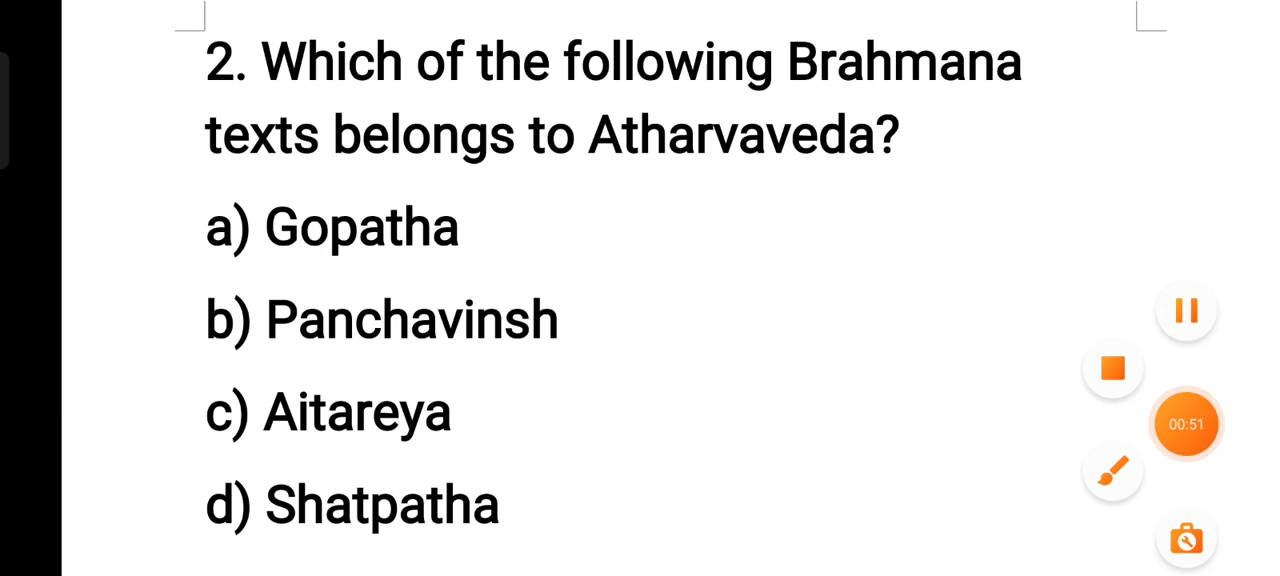 2. Which of the following Brahmana
texts belongs to Atharvaveda?
a) Gopatha
b) Panchavinsh
c) Aitareya
d) Shatpatha
00:51